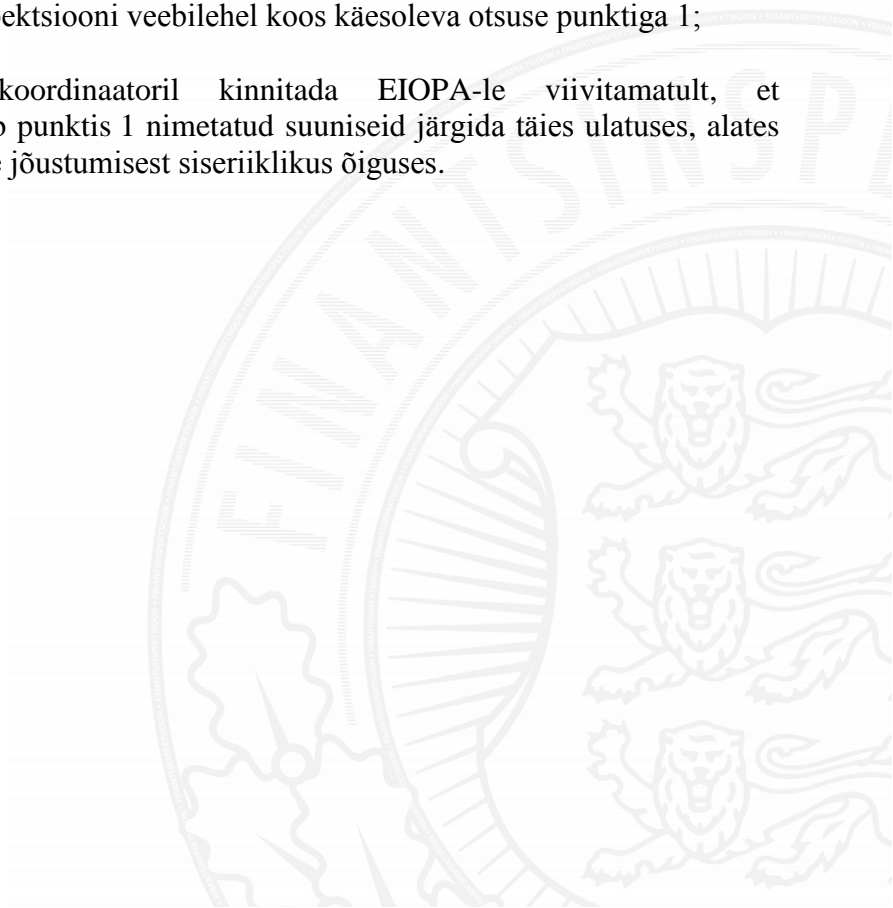 ektsiooni veebilehel koos käesoleva otsuse punktiga 1;
koordinaatoril kinnitada EIOPA-le viivitamatult, et
punktis 1 nimetatud suuniseid järgida täies ulatuses, alates
jõustumisest siseriiklikus õiguses.
FINANTSINSP